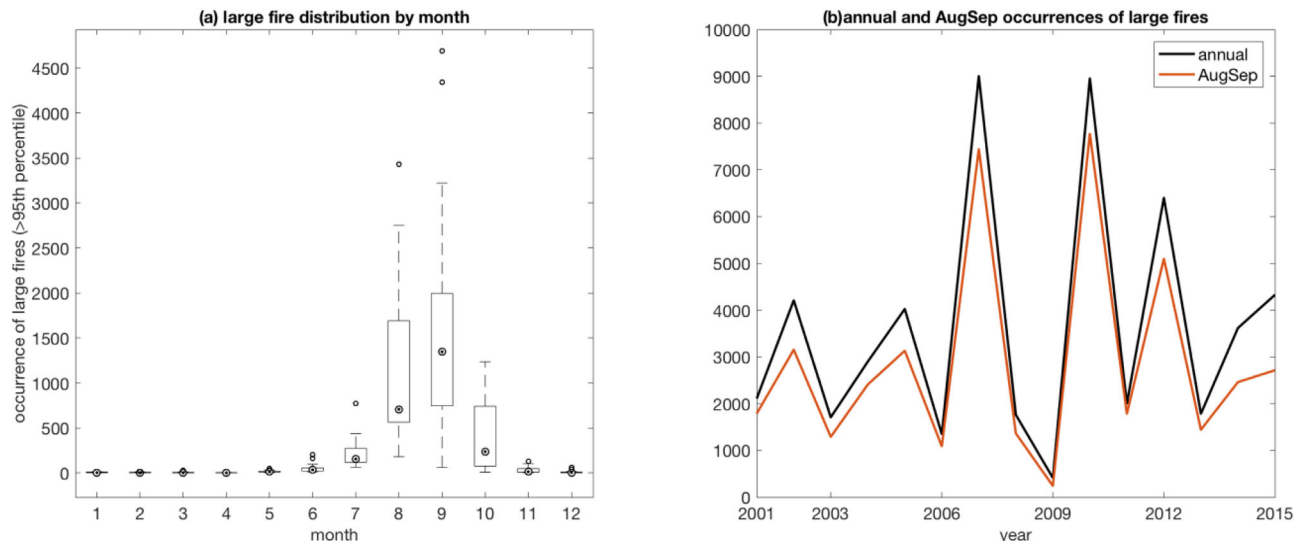 (a) large fire distribution by month
occurrence of large fires (>95th percentile)
4500
4000
3500
3000
2500
2000
1500
1000
500
0
1 2 3 4 5 6 7 8 9 10 11 12
month
(b)annual and AugSep occurrences of large fires
10000
9000
8000
7000
6000
5000
4000
3000
2000
1000
0
annual
AugSep
2001 2003 2006 2009 2012 2015
year